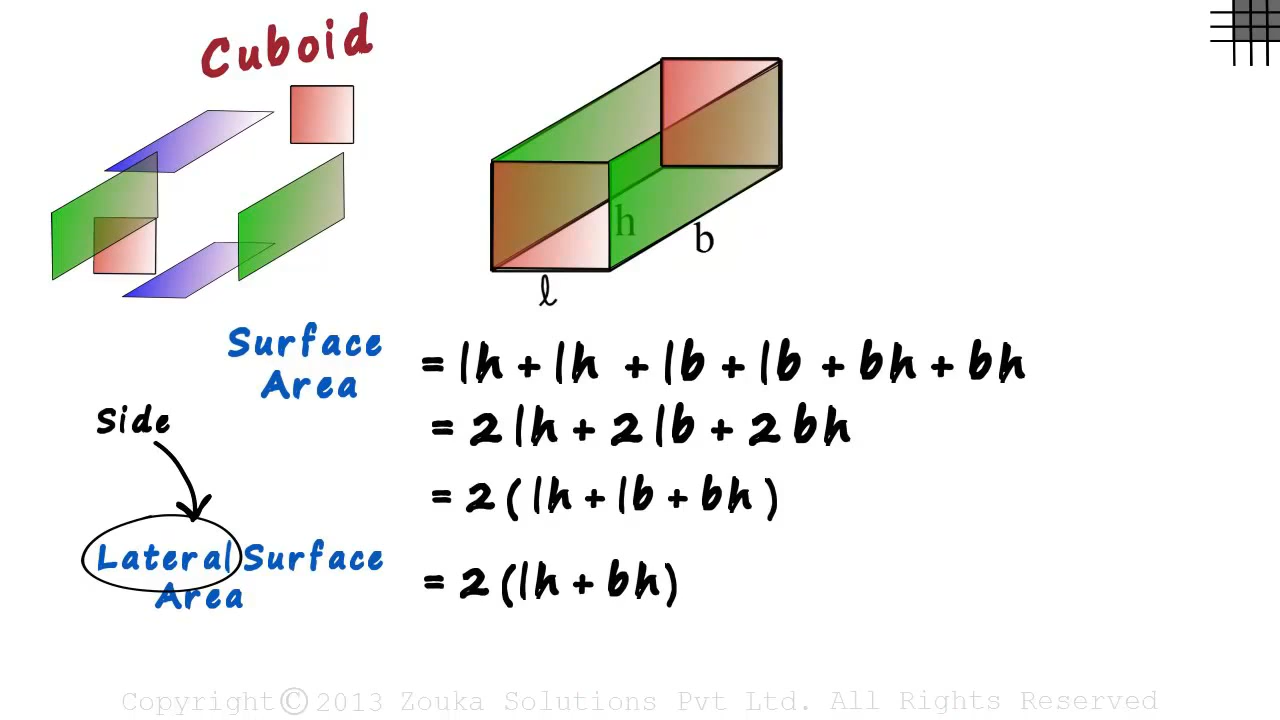 Cuboid
h
b
ℓ
Surface
Area
= lh + lh + lb + lb + bh + bh
= 2 lh + 2 lb + 2 bh
= 2 ( lh + lb + bh )
Side
Lateral Surface
Area
= 2 (lh + bh)
Copyright © 2013 Zouka Solutions Pvt Ltd. All Rights Reserved